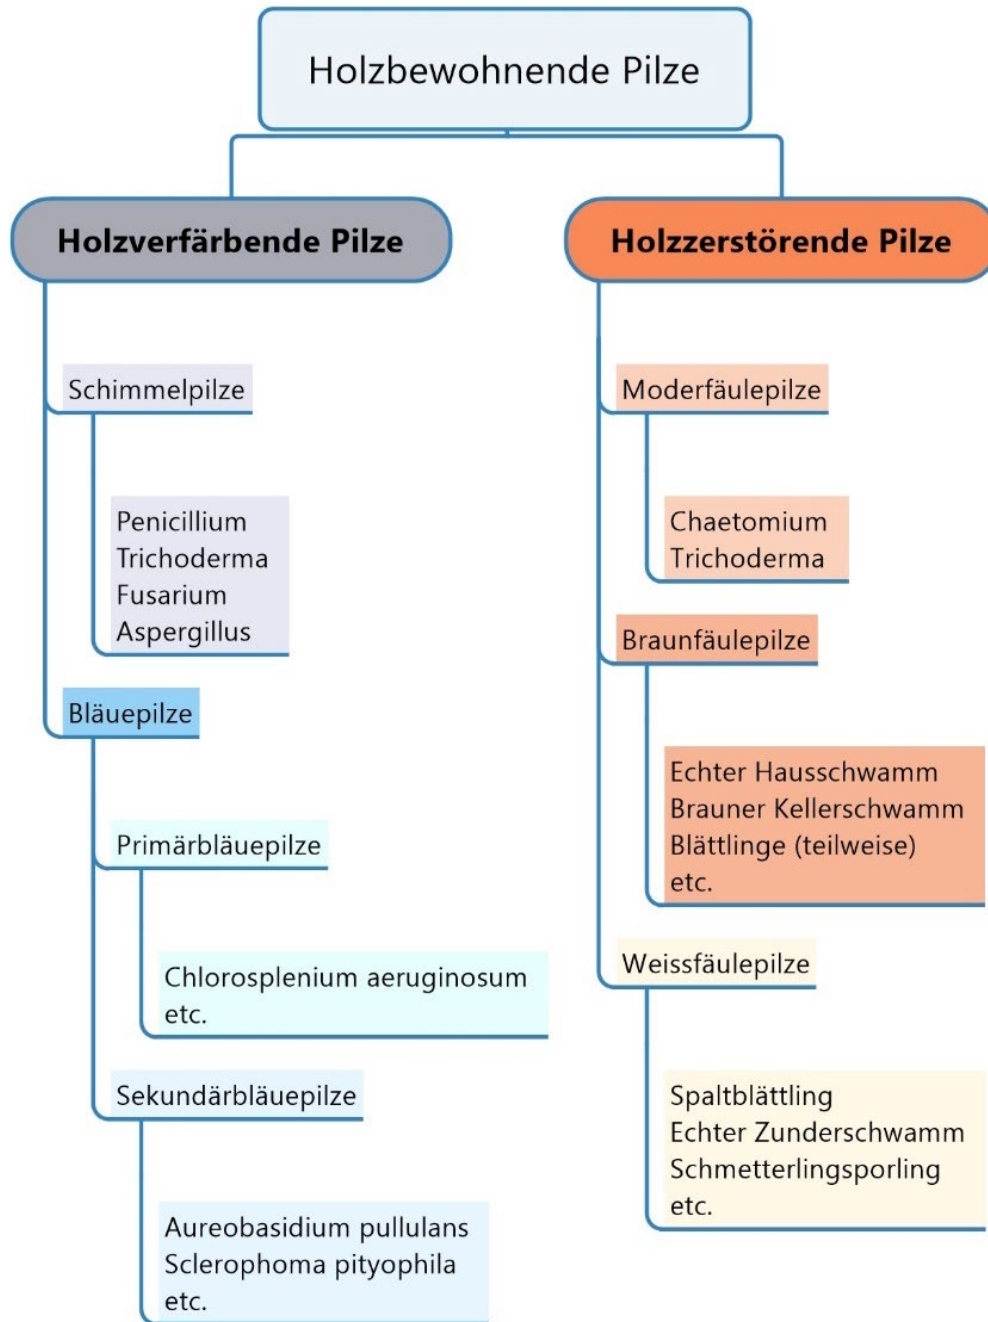 Holzbewohnende Pilze
Holzverfärbende Pilze
Schimmelpilze
Penicillium
Trichoderma
Fusarium
Aspergillus
Bläuepilze
Primärbläuepilze
Chlorosplenium aeruginosum
etc.
Sekundärbläuepilze
Aureobasidium pullulans
Sclerophoma pityophila
etc.
Holzzerstörende Pilze
Moderfäulepilze
Chaetomium
Trichoderma
Braunfäulepilze
Echter Hausschwamm
Brauner Kellerschwamm
Blättlinge (teilweise)
etc.
Weissfäulepilze
Spaltblättling
Echter Zunderschwamm
Schmetterlingsporling
etc.